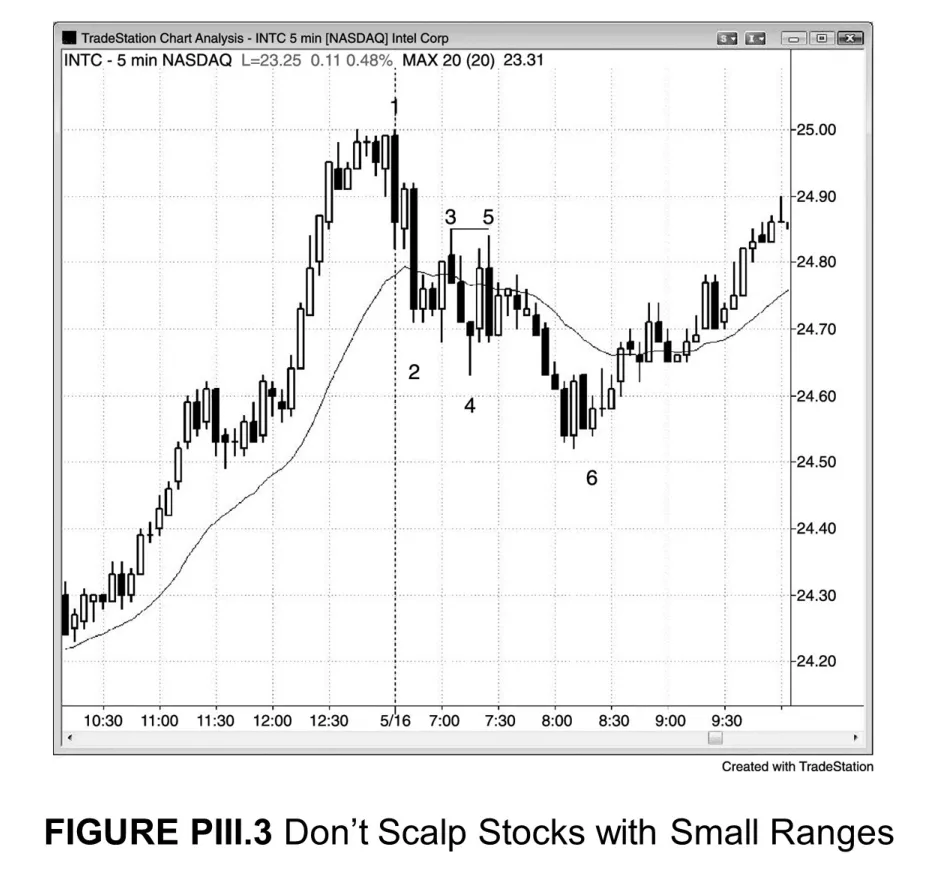 TradeStation Chart Analysis - INTC 5 min [NASDAQ] Intel Corp
INTC - 5 min NASDAQ L=23.25 0.11 0.48% MAX 20 (20) 23.31
1
25.00
24.90
3 5
24.80
24.70
2
24.60
4
24.50
6
24.40
24.30
24.20
10:30 11:00 11:30 12:00 12:30 5/16 7:00 7:30 8:00 8:30 9:00 9:30
Created with TradeStation
FIGURE PIII.3 Don’t Scalp Stocks with Small Ranges